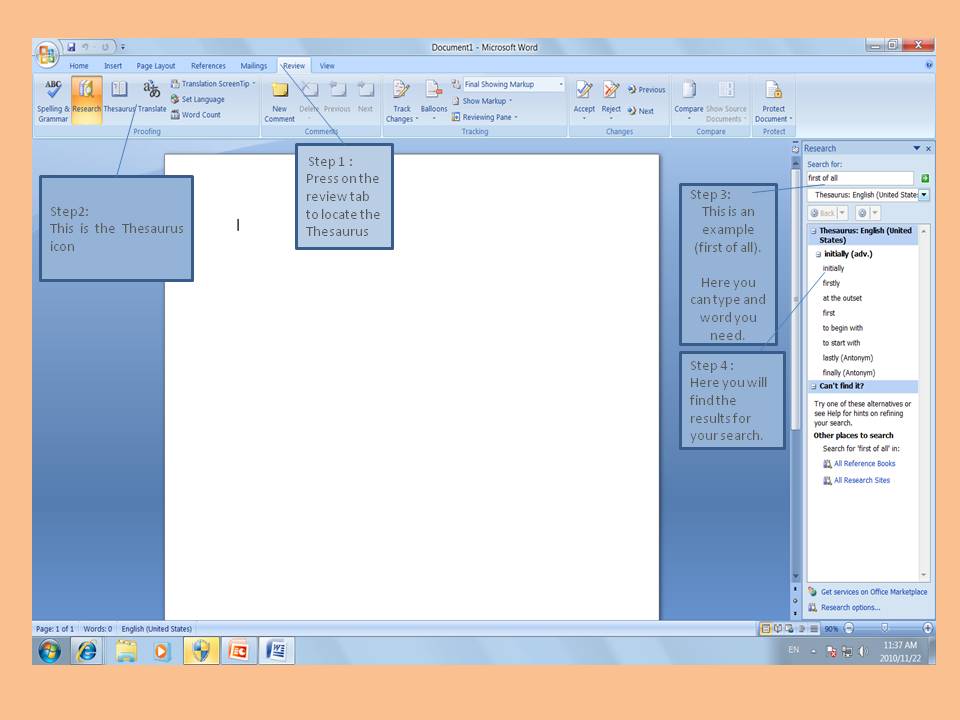 Document1 - Microsoft Word
Home Insert Page Layout References Mailings Review View
ABC
Spelling & Grammar
Research
Thesaurus
Translate
Translation ScreenTip
Set Language
Word Count
Proofing
New Comment
Delete
Previous
Next
Comments
Track Changes
Balloons
Final Showing Markup
Show Markup
Reviewing Pane
Tracking
Accept
Reject
Previous
Next
Changes
Compare
Show Source Documents
Compare
Protect Document
Protect
Step 1 :
Press on the
review tab
to locate the
Thesaurus
Step2:
This is the Thesaurus
icon
Step 3:
This is an
example
(first of all).
Here you
can type and
word you
need.
Step 4 :
Here you will
find the
results for
your search.
Research
Search for:
first of all
Thesaurus: English (United State
Back
Thesaurus: English (United
States)
initially (adv.)
initially
firstly
at the outset
first
to begin with
to start with
lastly (Antonym)
finally (Antonym)
Can't find it?
Try one of these alternatives or
see Help for hints on refining
your search.
Other places to search
Search for 'first of all' in:
All Reference Books
All Research Sites
Get services on Office Marketplace
Research options...
Page: 1 of 1 Words: 0 English (United States)
90%
EN
11:37 AM
2010/11/22